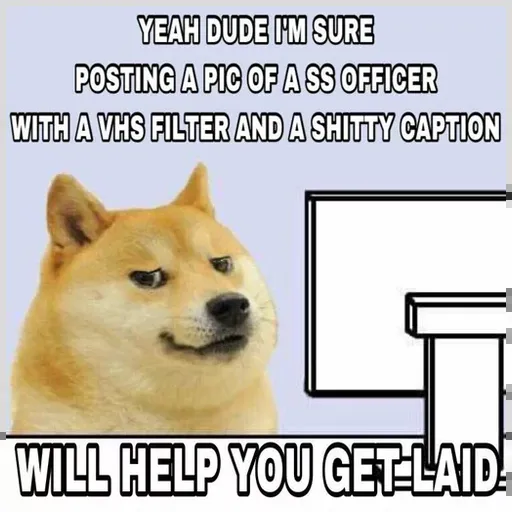 YEAH DUDE I'M SURE
POSTING A PIC OF A SS OFFICER
WITH A VHS FILTER AND A SHITTY CAPTION
WILL HELP YOU GET LAID